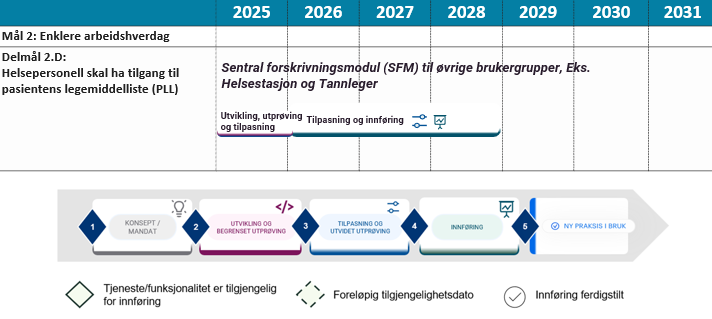 2025 2026 2027 2028 2029 2030 2031
Mål 2: Enklere arbeidshverdag
Delmål 2.D:
Helsepersonell skal ha tilgang til
pasientens legemiddelliste (PLL)
Sentral forskrivningsmodul (SFM) til øvrige brukergrupper, Eks.
Helsestasjon og Tannleger
Utvikling, utprøving
og tilpasning
Tilpasning og innføring
1
KONSEPT /
MANDAT
2
UTVIKLING OG
BEGRENSET UTPRØVING
3
TILPASNING OG
UTVIDET UTPRØVING
4
INNFØRING
5
NY PRAKSIS I BRUK
Tjeneste/funksjonalitet er tilgjengelig
for innføring
Foreløpig tilgjengelighetsdato
Innføring ferdigstilt